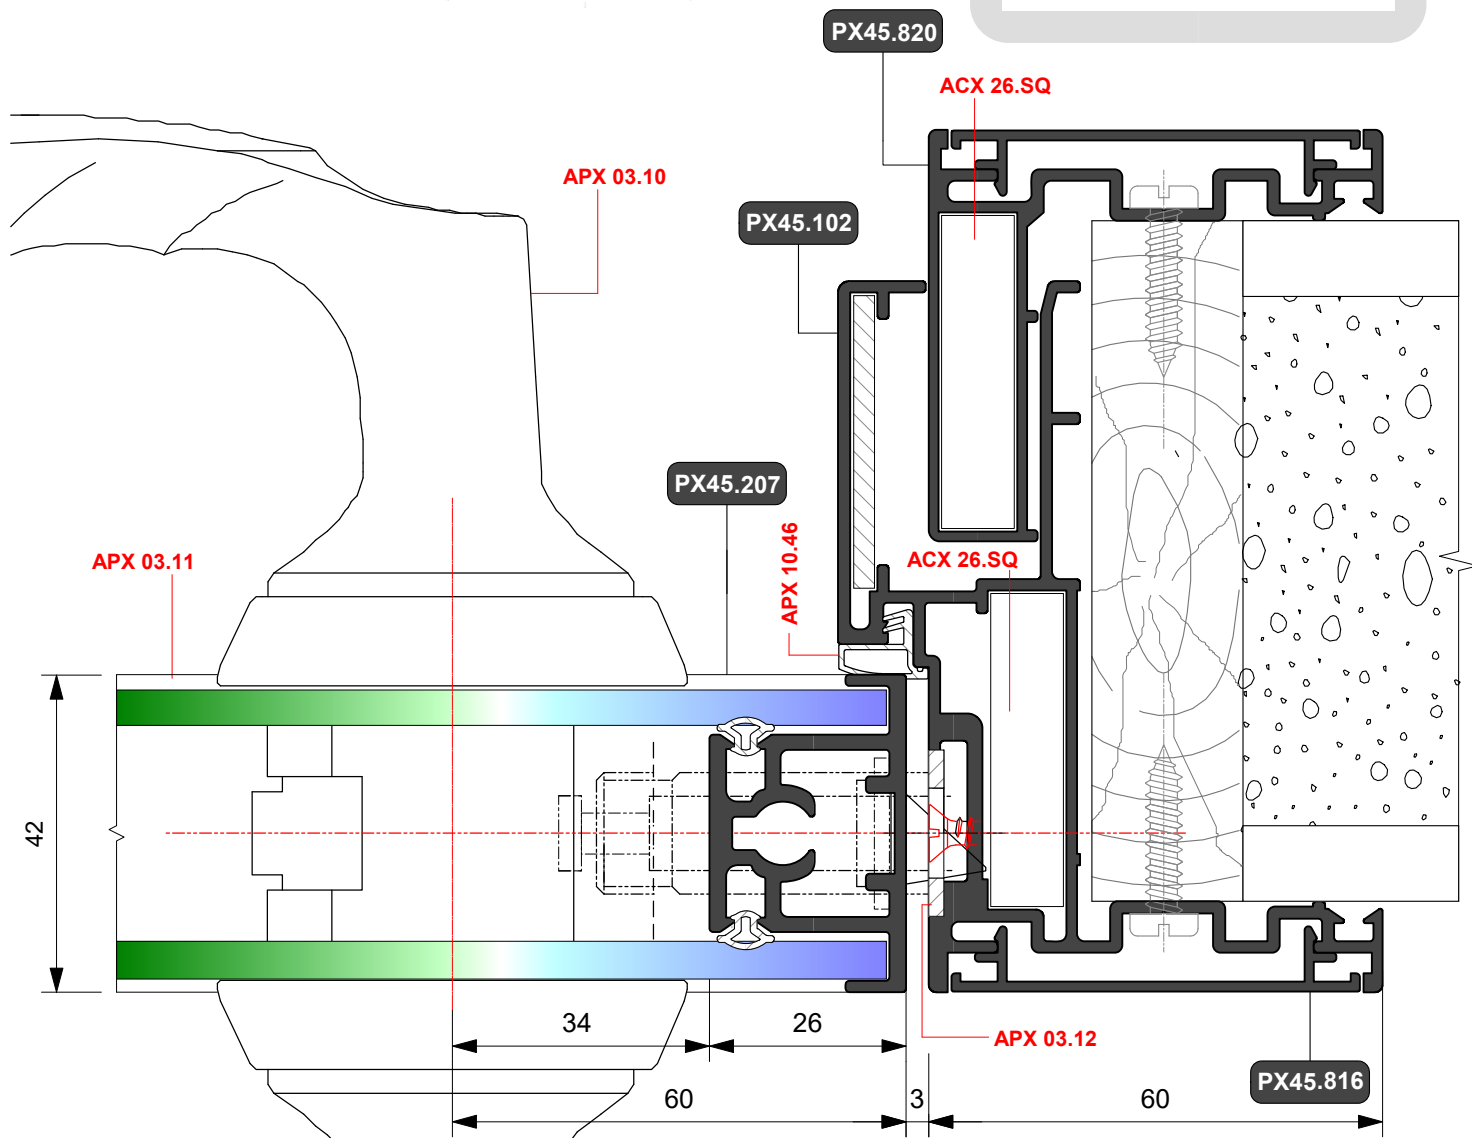 PX45.820
ACX 26.SQ
APX 03.10
PX45.102
PX45.207
APX 03.11
APX 10.46
ACX 26.SQ
42
34
26
APX 03.12
PX45.816
60
3
60